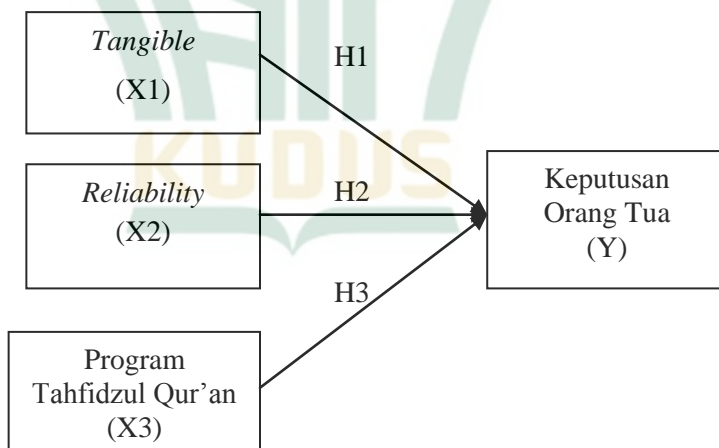 Tangible
(X1)
H1
KUDUS
Reliability
(X2)
H2
Keputusan
Orang Tua
(Y)
H3
Program
Tahfidzul Qur’an
(X3)